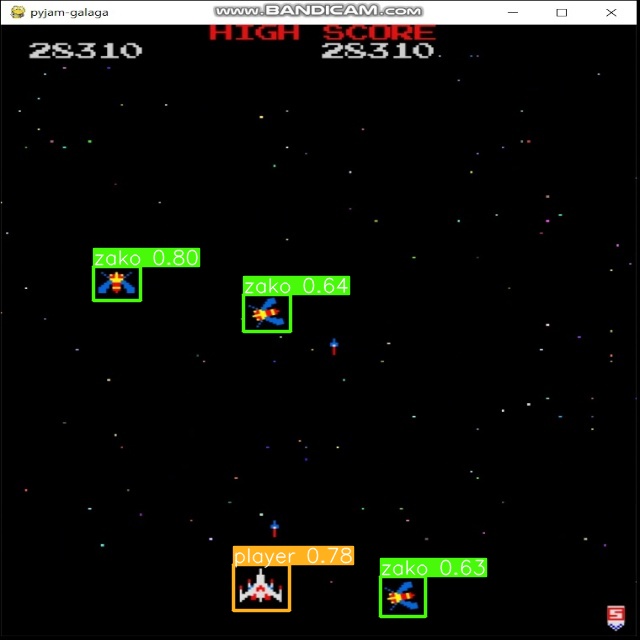 pyjam-galaga
www.BANDICAM.com
HIGH SCORE
28310
28310
zako 0.80
zako 0.64
player 0.78
zako 0.63
5